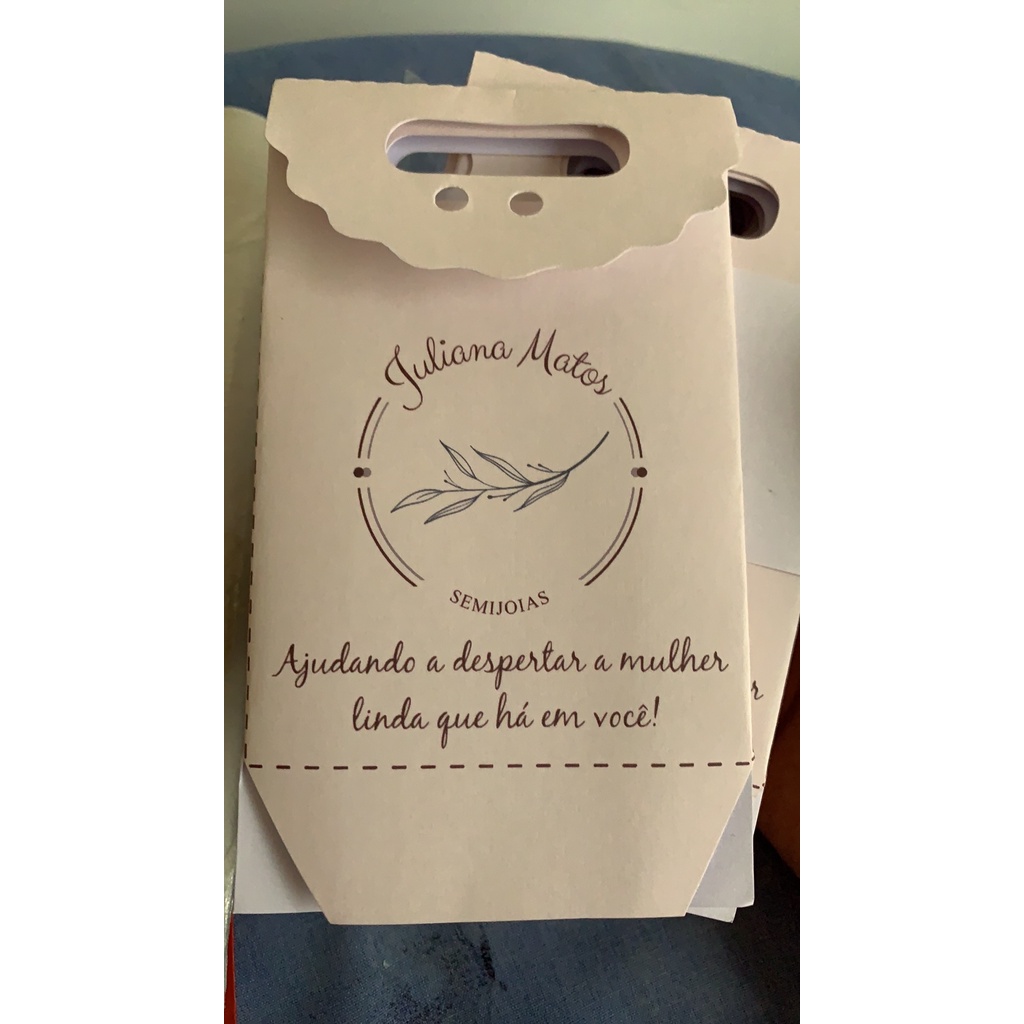 Juliana Matos
SEMIJOIAS
Ajudando a despertar a mulher
linda que há em você!